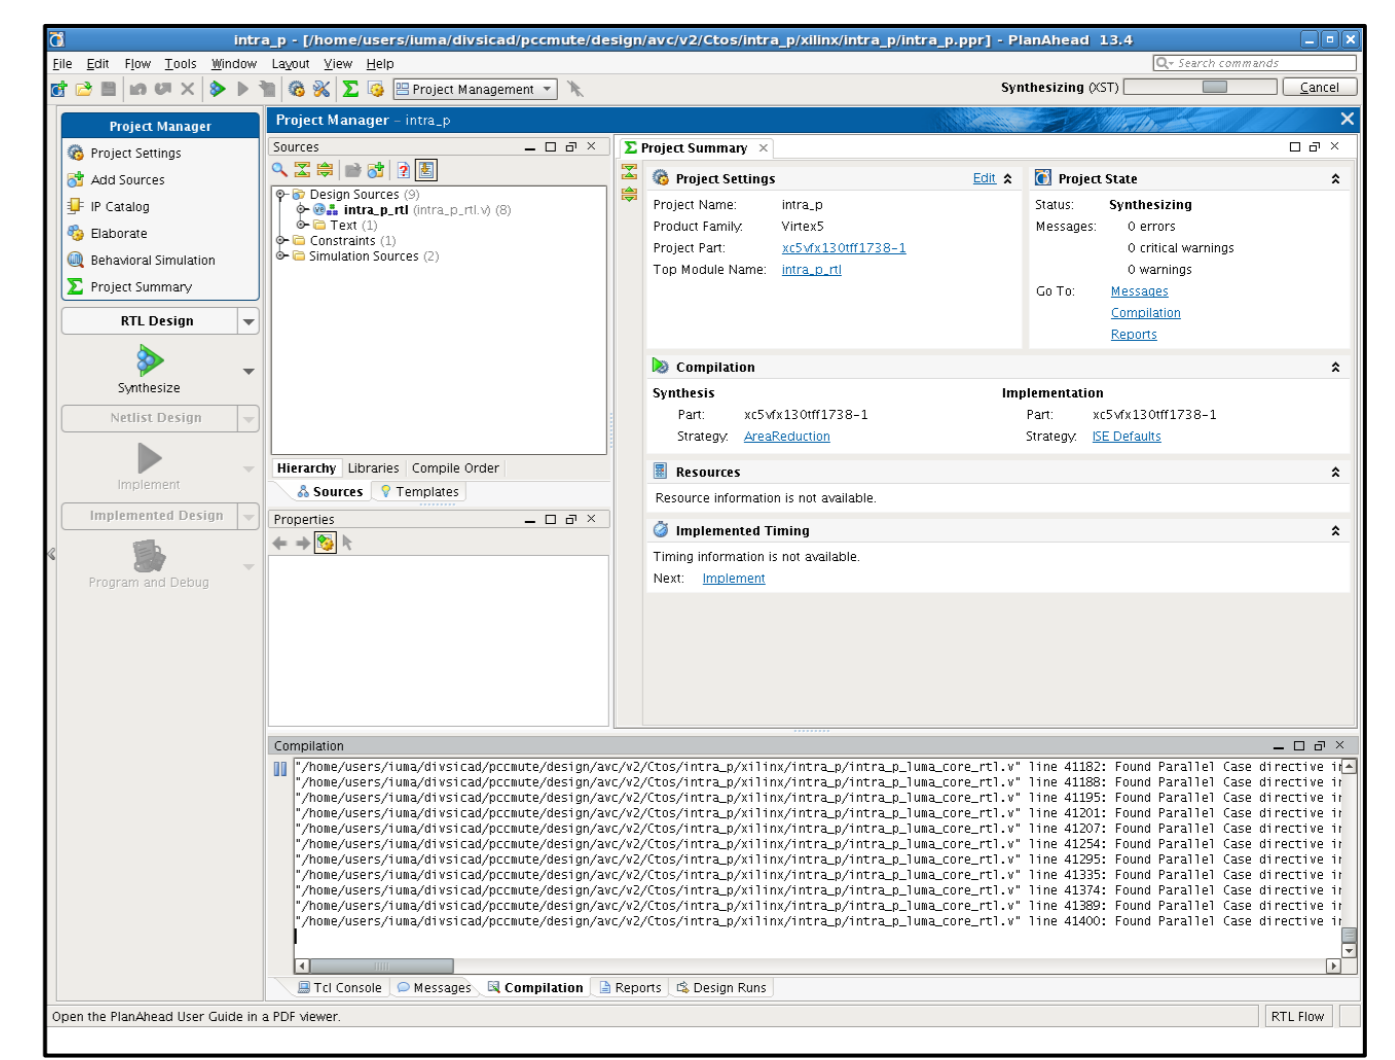 intra_p - [/home/users/iuma/divsicad/pccmute/design/avc/v2/Ctos/intra_p/xilinx/intra_p/intra_p.ppr] - PlanAhead 13.4
File Edit Flow Tools Window Layout View Help
Search commands
Project Management
Synthesizing (XST)
Cancel
Project Manager
Project Settings
Add Sources
IP Catalog
Elaborate
Behavioral Simulation
Project Summary
RTL Design
Synthesize
Netlist Design
Implement
Implemented Design
Program and Debug
Project Manager - intra_p
Sources
Design Sources (9)
intra_p_rtl (intra_p_rtl.v) (8)
Text (1)
Constraints (1)
Simulation Sources (2)
Hierarchy Libraries Compile Order
Sources Templates
Properties
Project Summary
Project Settings Edit
Project Name: intra_p
Product Family: Virtex5
Project Part: xc5vfx130tff1738-1
Top Module Name: intra_p_rtl
Project State
Status: Synthesizing
Messages: 0 errors
0 critical warnings
0 warnings
Go To: Messages
Compilation
Reports
Compilation
Synthesis
Part: xc5vfx130tff1738-1
Strategy: AreaReduction
Implementation
Part: xc5vfx130tff1738-1
Strategy: ISE Defaults
Resources
Resource information is not available.
Implemented Timing
Timing information is not available.
Next: Implement
Compilation
"/home/users/iuma/divsicad/pccmute/design/avc/v2/Ctos/intra_p/xilinx/intra_p/intra_p_luma_core_rtl.v" line 41182: Found Parallel Case directive in
"/home/users/iuma/divsicad/pccmute/design/avc/v2/Ctos/intra_p/xilinx/intra_p/intra_p_luma_core_rtl.v" line 41188: Found Parallel Case directive in
"/home/users/iuma/divsicad/pccmute/design/avc/v2/Ctos/intra_p/xilinx/intra_p/intra_p_luma_core_rtl.v" line 41195: Found Parallel Case directive in
"/home/users/iuma/divsicad/pccmute/design/avc/v2/Ctos/intra_p/xilinx/intra_p/intra_p_luma_core_rtl.v" line 41201: Found Parallel Case directive in
"/home/users/iuma/divsicad/pccmute/design/avc/v2/Ctos/intra_p/xilinx/intra_p/intra_p_luma_core_rtl.v" line 41207: Found Parallel Case directive in
"/home/users/iuma/divsicad/pccmute/design/avc/v2/Ctos/intra_p/xilinx/intra_p/intra_p_luma_core_rtl.v" line 41254: Found Parallel Case directive in
"/home/users/iuma/divsicad/pccmute/design/avc/v2/Ctos/intra_p/xilinx/intra_p/intra_p_luma_core_rtl.v" line 41295: Found Parallel Case directive in
"/home/users/iuma/divsicad/pccmute/design/avc/v2/Ctos/intra_p/xilinx/intra_p/intra_p_luma_core_rtl.v" line 41335: Found Parallel Case directive in
"/home/users/iuma/divsicad/pccmute/design/avc/v2/Ctos/intra_p/xilinx/intra_p/intra_p_luma_core_rtl.v" line 41374: Found Parallel Case directive in
"/home/users/iuma/divsicad/pccmute/design/avc/v2/Ctos/intra_p/xilinx/intra_p/intra_p_luma_core_rtl.v" line 41389: Found Parallel Case directive in
"/home/users/iuma/divsicad/pccmute/design/avc/v2/Ctos/intra_p/xilinx/intra_p/intra_p_luma_core_rtl.v" line 41400: Found Parallel Case directive in
Tcl Console Messages Compilation Reports Design Runs
Open the PlanAhead User Guide in a PDF viewer.
RTL Flow